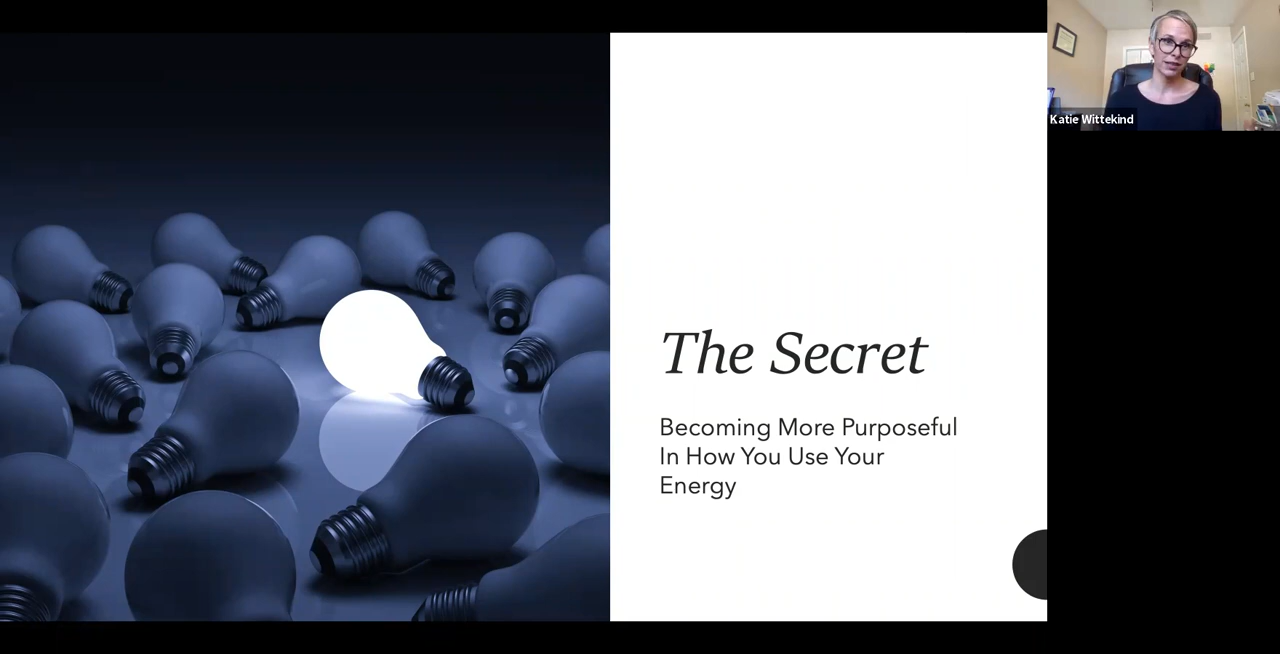 Katie Wittekind
The Secret
Becoming More Purposeful
In How You Use Your
Energy